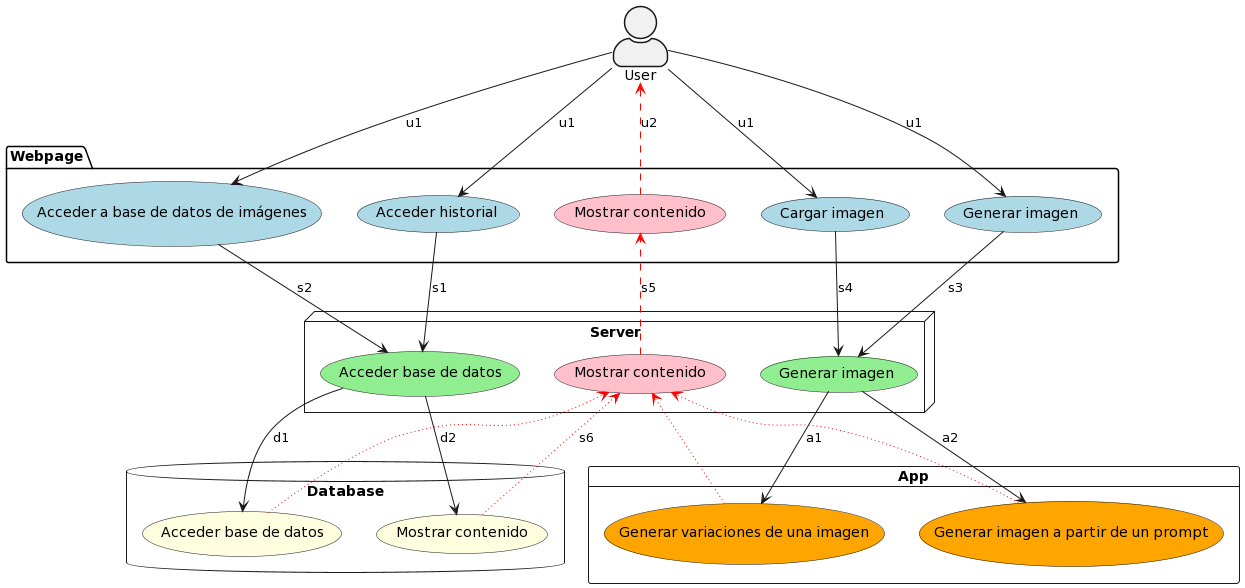 User
u1
u1
u2
u1
u1
Webpage
Acceder a base de datos de imágenes
Acceder historial
Mostrar contenido
Cargar imagen
Generar imagen
s2
s1
s5
s4
s3
Server
Acceder base de datos
Mostrar contenido
Generar imagen
d1
d2
s6
a1
a2
Database
App
Acceder base de datos
Mostrar contenido
Generar variaciones de una imagen
Generar imagen a partir de un prompt